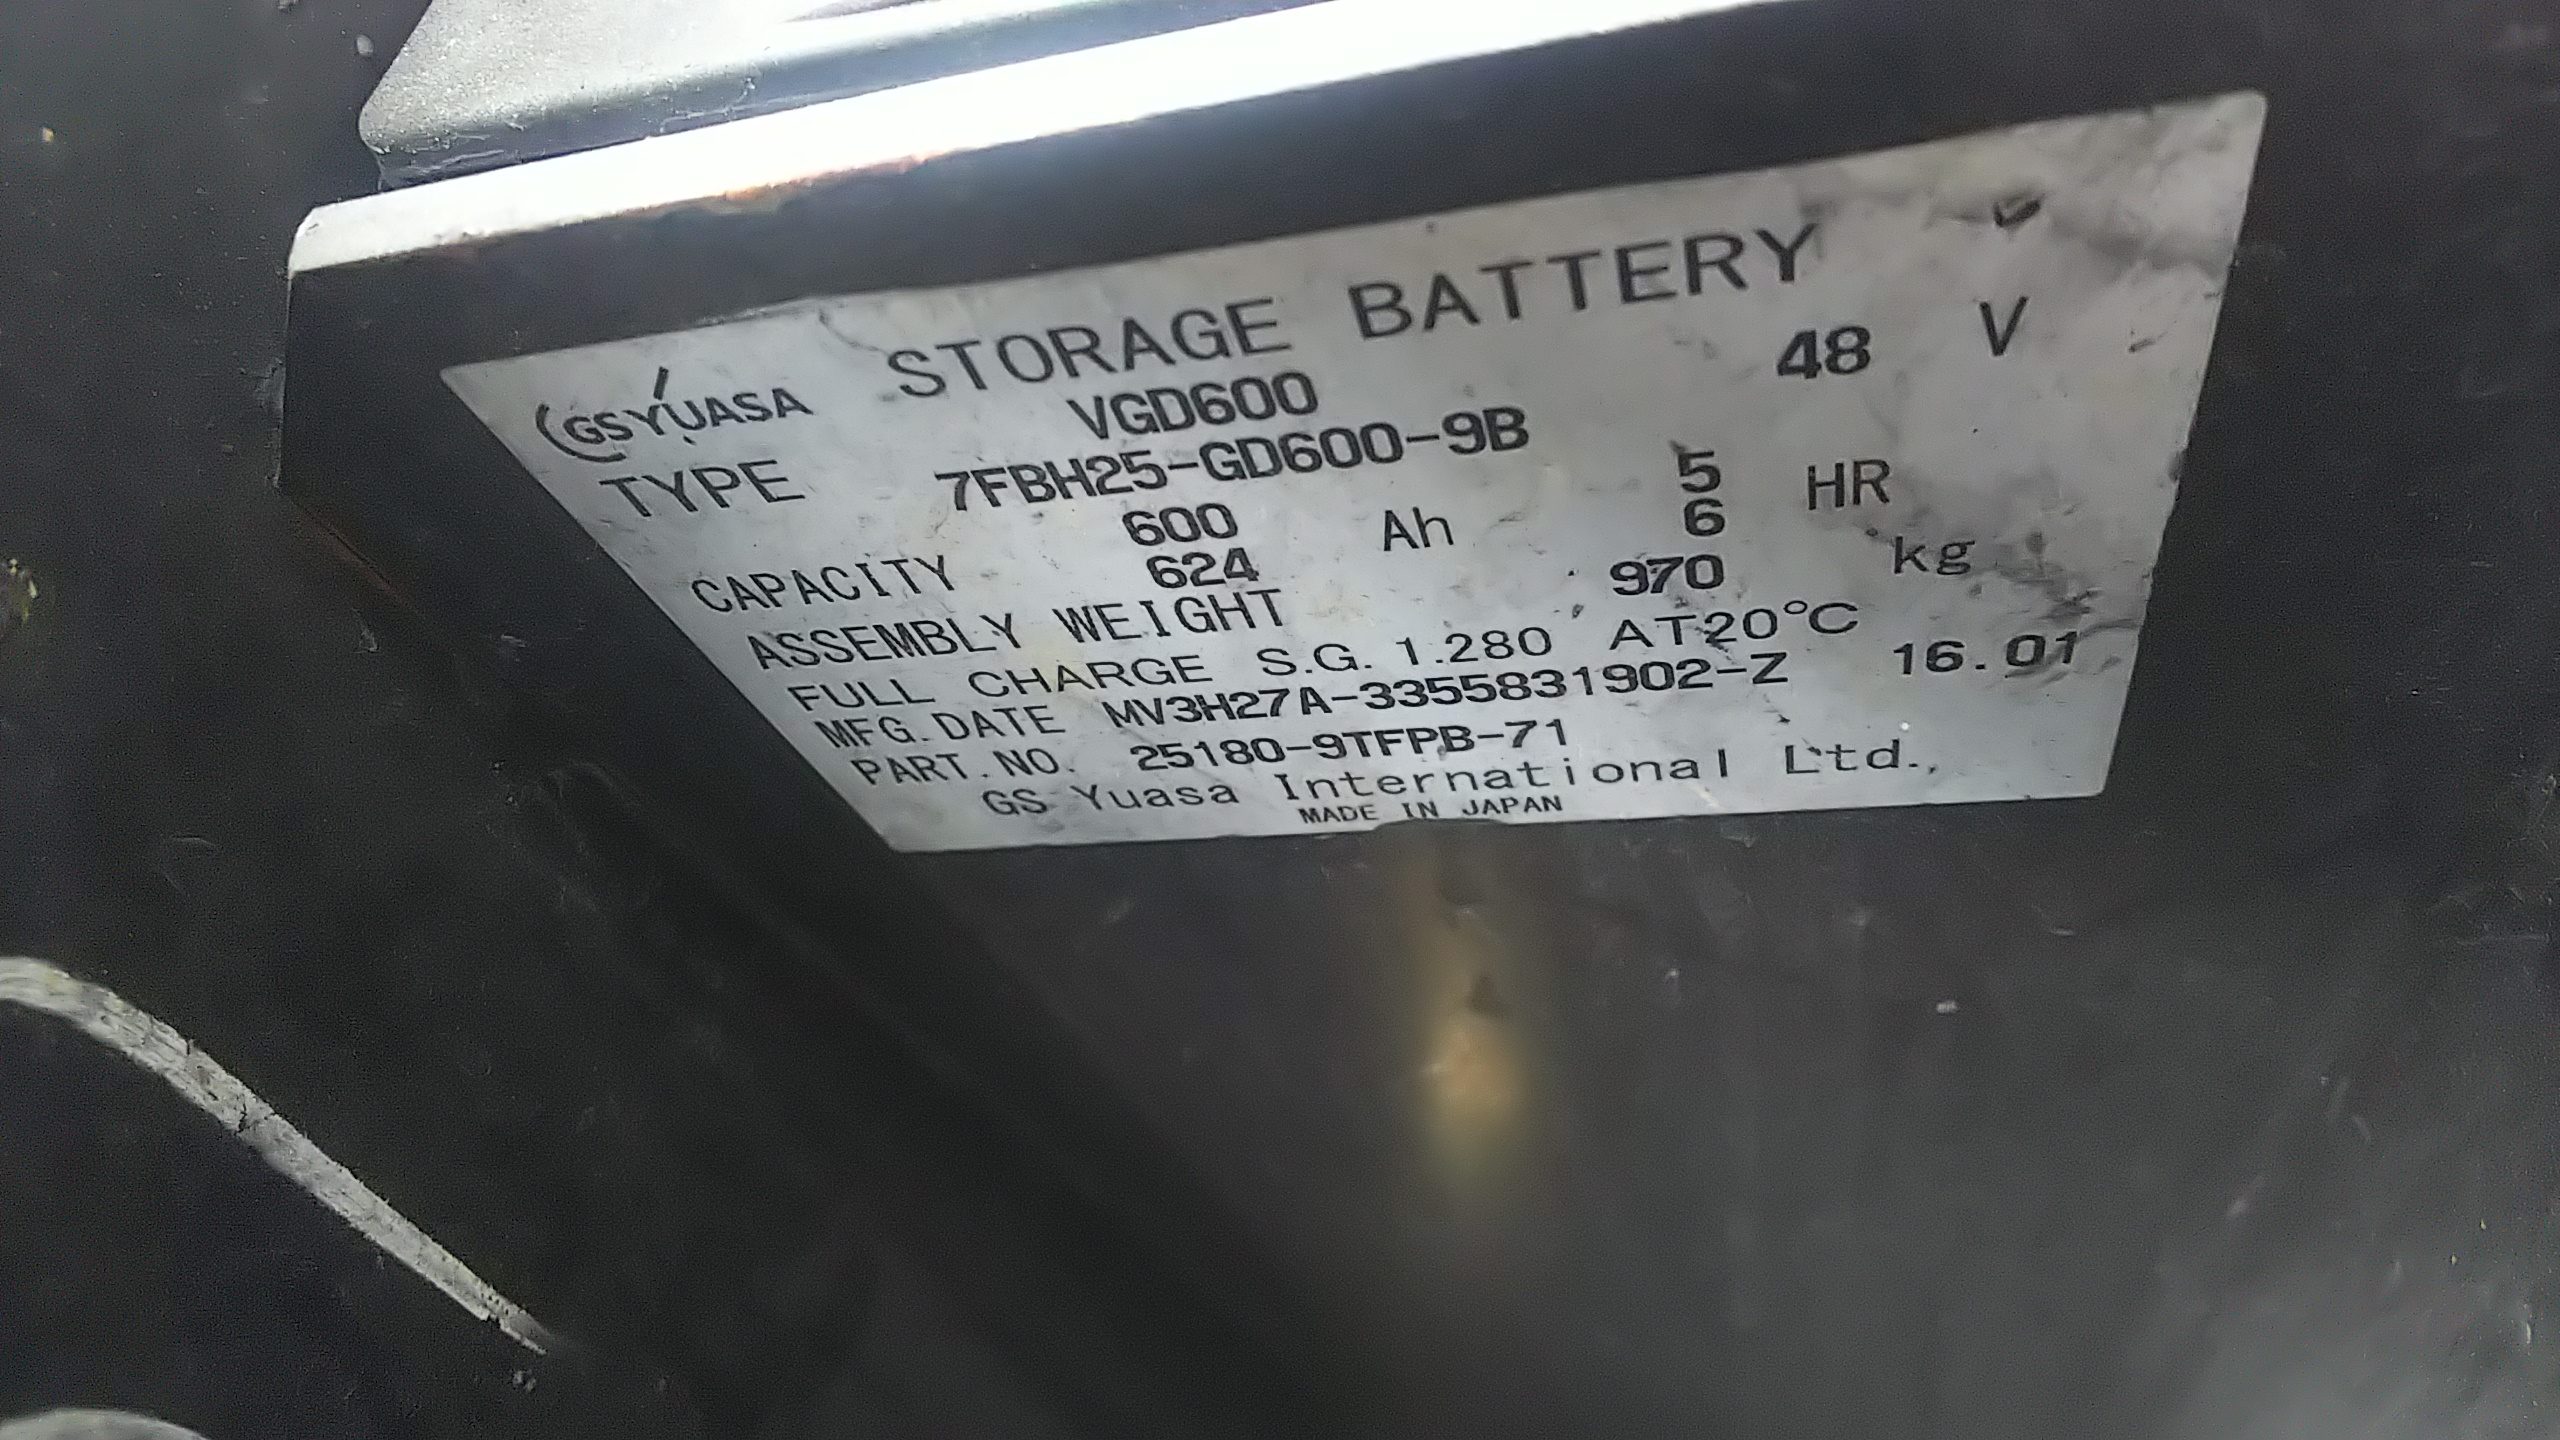 GS YUASA STORAGE BATTERY
VGD600 48 V
TYPE 7FBH25-GD600-9B
600 5
CAPACITY Ah HR
624 6
ASSEMBLY WEIGHT 970 kg
FULL CHARGE S.G. 1.280 AT20°C
MFG.DATE MV3H27A-3355831902-Z 16.01
PART.NO. 25180-9TFPB-71
GS Yuasa International Ltd.,
MADE IN JAPAN